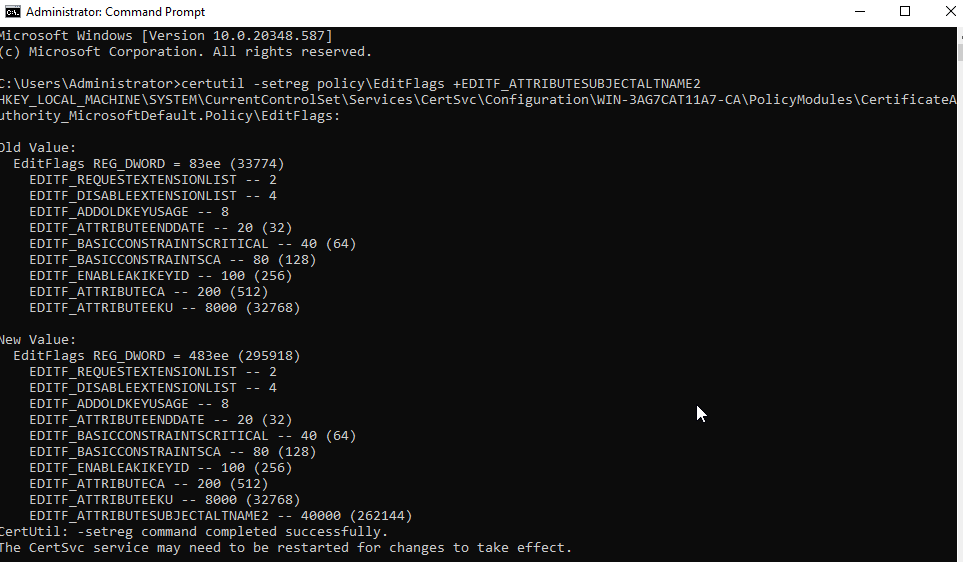 Administrator: Command Prompt
Microsoft Windows [Version 10.0.20348.587]
(c) Microsoft Corporation. All rights reserved.
C:\Users\Administrator>certutil -setreg policy\EditFlags +EDITF_ATTRIBUTESUBJECTALTNAME2
HKEY_LOCAL_MACHINE\SYSTEM\CurrentControlSet\Services\CertSvc\Configuration\WIN-3AG7CAT11A7-CA\PolicyModules\CertificateA
uthority_MicrosoftDefault.Policy\EditFlags:
Old Value:
EditFlags REG_DWORD = 83ee (33774)
EDITF_REQUESTEXTENSIONLIST -- 2
EDITF_DISABLEEXTENSIONLIST -- 4
EDITF_ADDOLDKEYUSAGE -- 8
EDITF_ATTRIBUTEENDDATE -- 20 (32)
EDITF_BASICCONSTRAINTSCRITICAL -- 40 (64)
EDITF_BASICCONSTRAINTSCA -- 80 (128)
EDITF_ENABLEAKIKEYID -- 100 (256)
EDITF_ATTRIBUTECA -- 200 (512)
EDITF_ATTRIBUTEEKU -- 8000 (32768)
New Value:
EditFlags REG_DWORD = 483ee (295918)
EDITF_REQUESTEXTENSIONLIST -- 2
EDITF_DISABLEEXTENSIONLIST -- 4
EDITF_ADDOLDKEYUSAGE -- 8
EDITF_ATTRIBUTEENDDATE -- 20 (32)
EDITF_BASICCONSTRAINTSCRITICAL -- 40 (64)
EDITF_BASICCONSTRAINTSCA -- 80 (128)
EDITF_ENABLEAKIKEYID -- 100 (256)
EDITF_ATTRIBUTECA -- 200 (512)
EDITF_ATTRIBUTEEKU -- 8000 (32768)
EDITF_ATTRIBUTESUBJECTALTNAME2 -- 40000 (262144)
CertUtil: -setreg command completed successfully.
The CertSvc service may need to be restarted for changes to take effect.